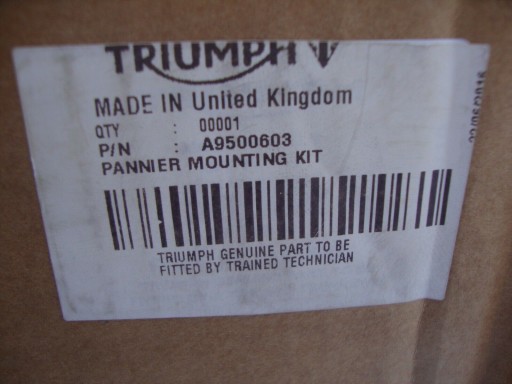 TRIUMPH
MADE IN United Kingdom
QTY : 00001
P/N : A9500603
PANNIER MOUNTING KIT
TRIUMPH GENUINE PART TO BE
FITTED BY TRAINED TECHNICIAN